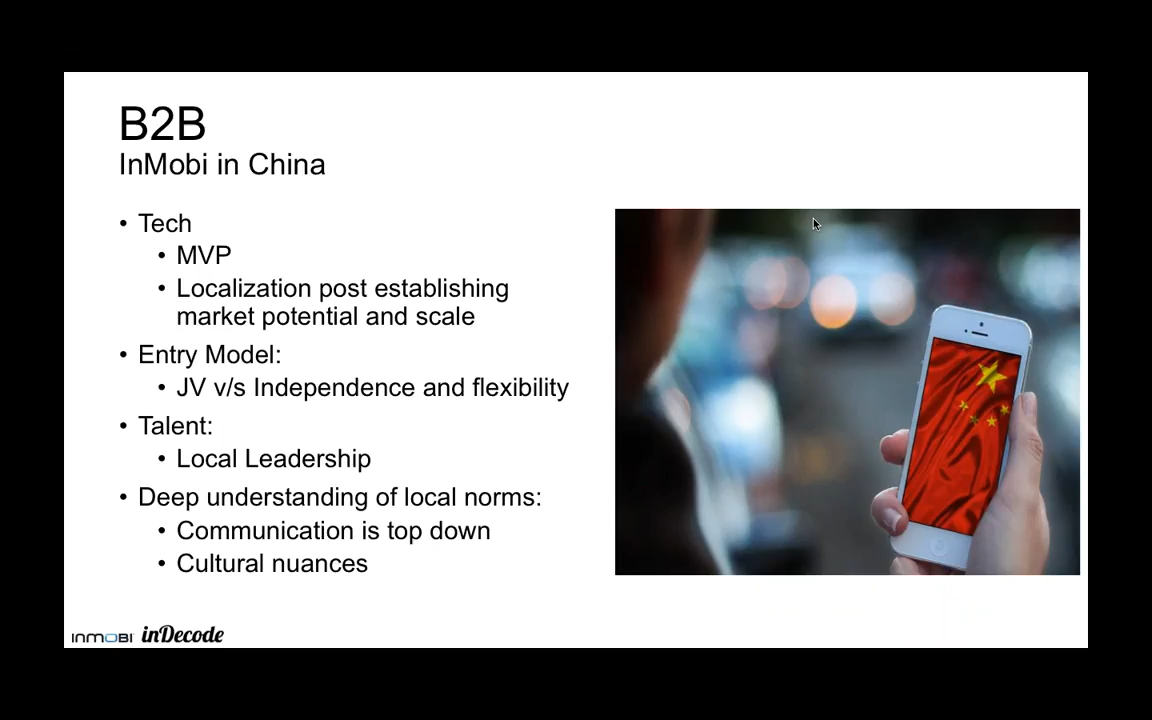 B2B
InMobi in China
• Tech
• MVP
• Localization post establishing
market potential and scale
• Entry Model:
• JV v/s Independence and flexibility
• Talent:
• Local Leadership
• Deep understanding of local norms:
• Communication is top down
• Cultural nuances
INMOBI inDecode